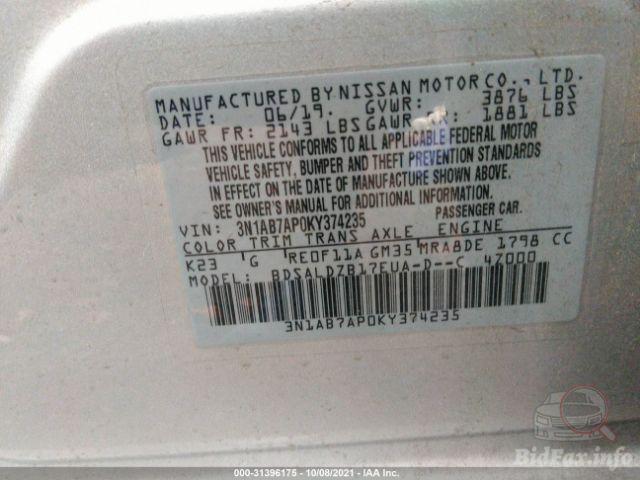 MANUFACTURED BY NISSAN MOTOR CO., LTD.
DATE: 06/19. GVWR: 3876 LBS
GAWR FR: 2143 LBS GAWR RR: 1881 LBS
THIS VEHICLE CONFORMS TO ALL APPLICABLE FEDERAL MOTOR
VEHICLE SAFETY, BUMPER AND THEFT PREVENTION STANDARDS
IN EFFECT ON THE DATE OF MANUFACTURE SHOWN ABOVE.
SEE OWNER'S MANUAL FOR ADDITIONAL INFORMATION
VIN: 3N1AB7AP0KY374235 PASSENGER CAR.
COLOR TRIM TRANS AXLE ENGINE
K23 G RE0F11A GM35 MRA8DE 1798 CC
MODEL: BDSALDZB17EUA-D--C 4Z000
3N1AB7AP0KY374235
BidFax.info
000-31396175 - 10/08/2021 - IAA Inc.